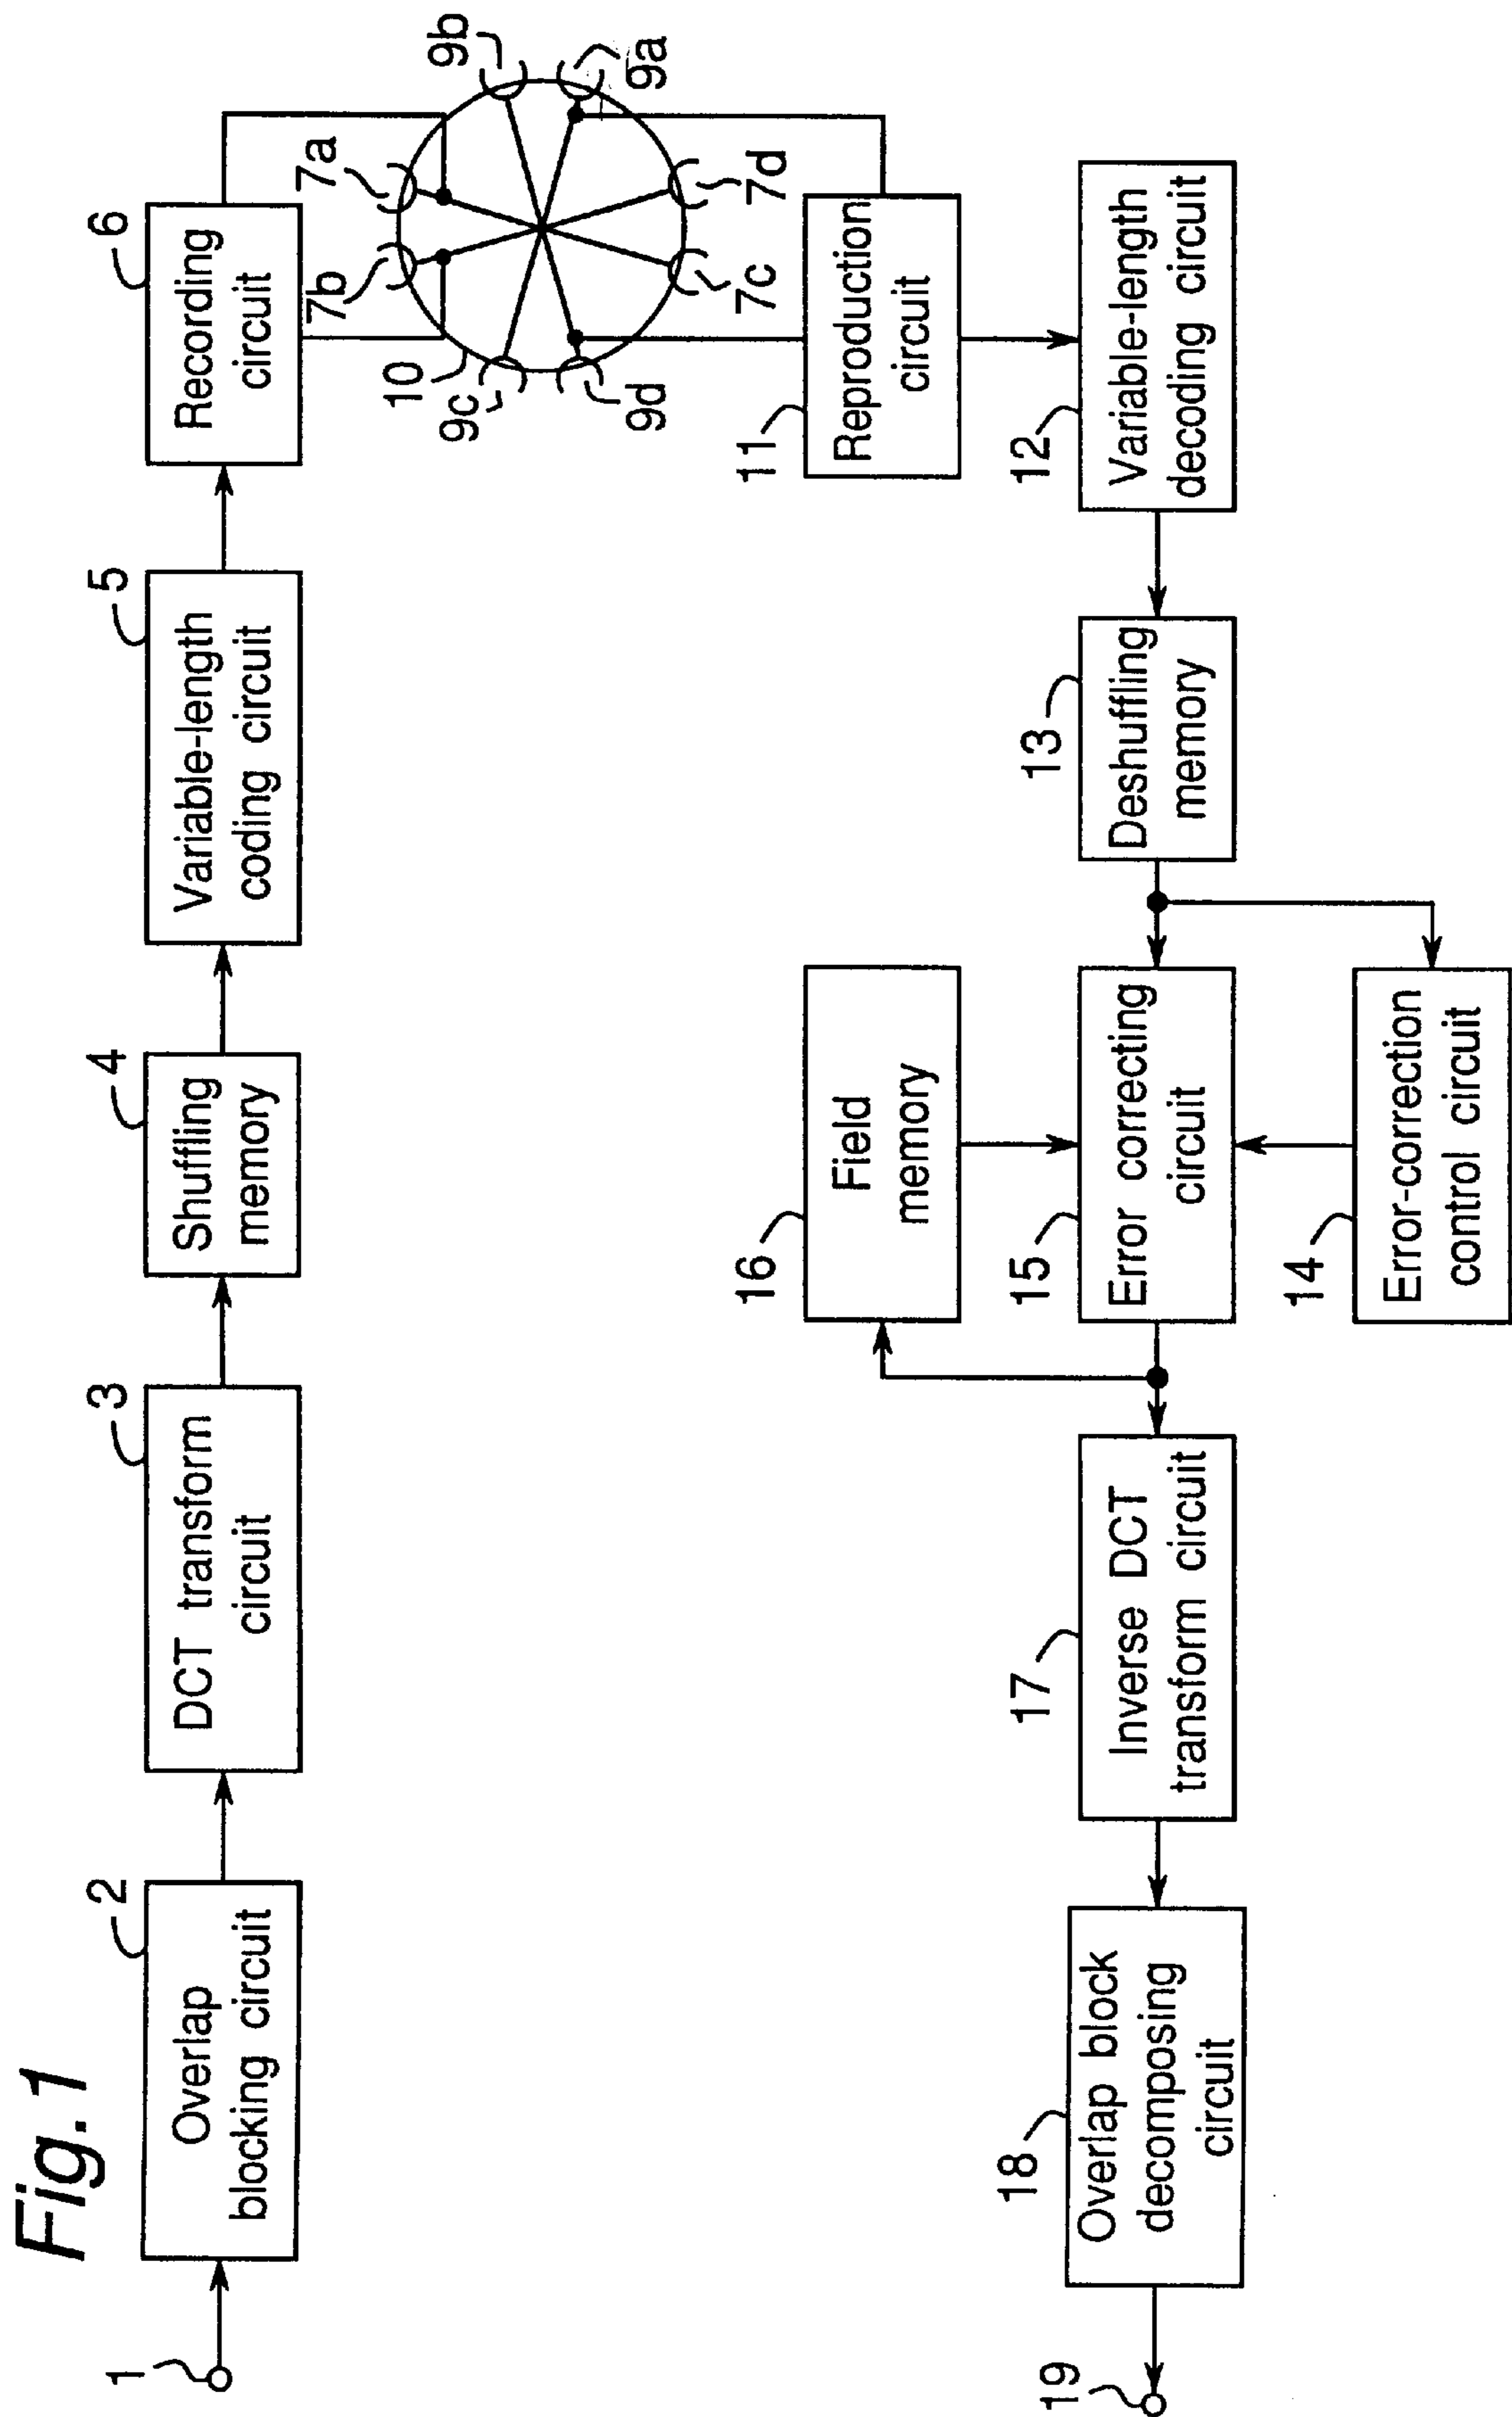 Fig.1
1
2
Overlap
blocking circuit
3
DCT transform
circuit
4
Shuffling
memory
5
Variable-length
coding circuit
6
Recording
circuit
7a
7b
9b
9a
10
9c
9d
7c
7d
11
Reproduction
circuit
12
Variable-length
decoding circuit
13
Deshuffling
memory
16
Field
memory
15
Error correcting
circuit
14
Error-correction
control circuit
17
Inverse DCT
transform circuit
18
Overlap block
decomposing
circuit
19